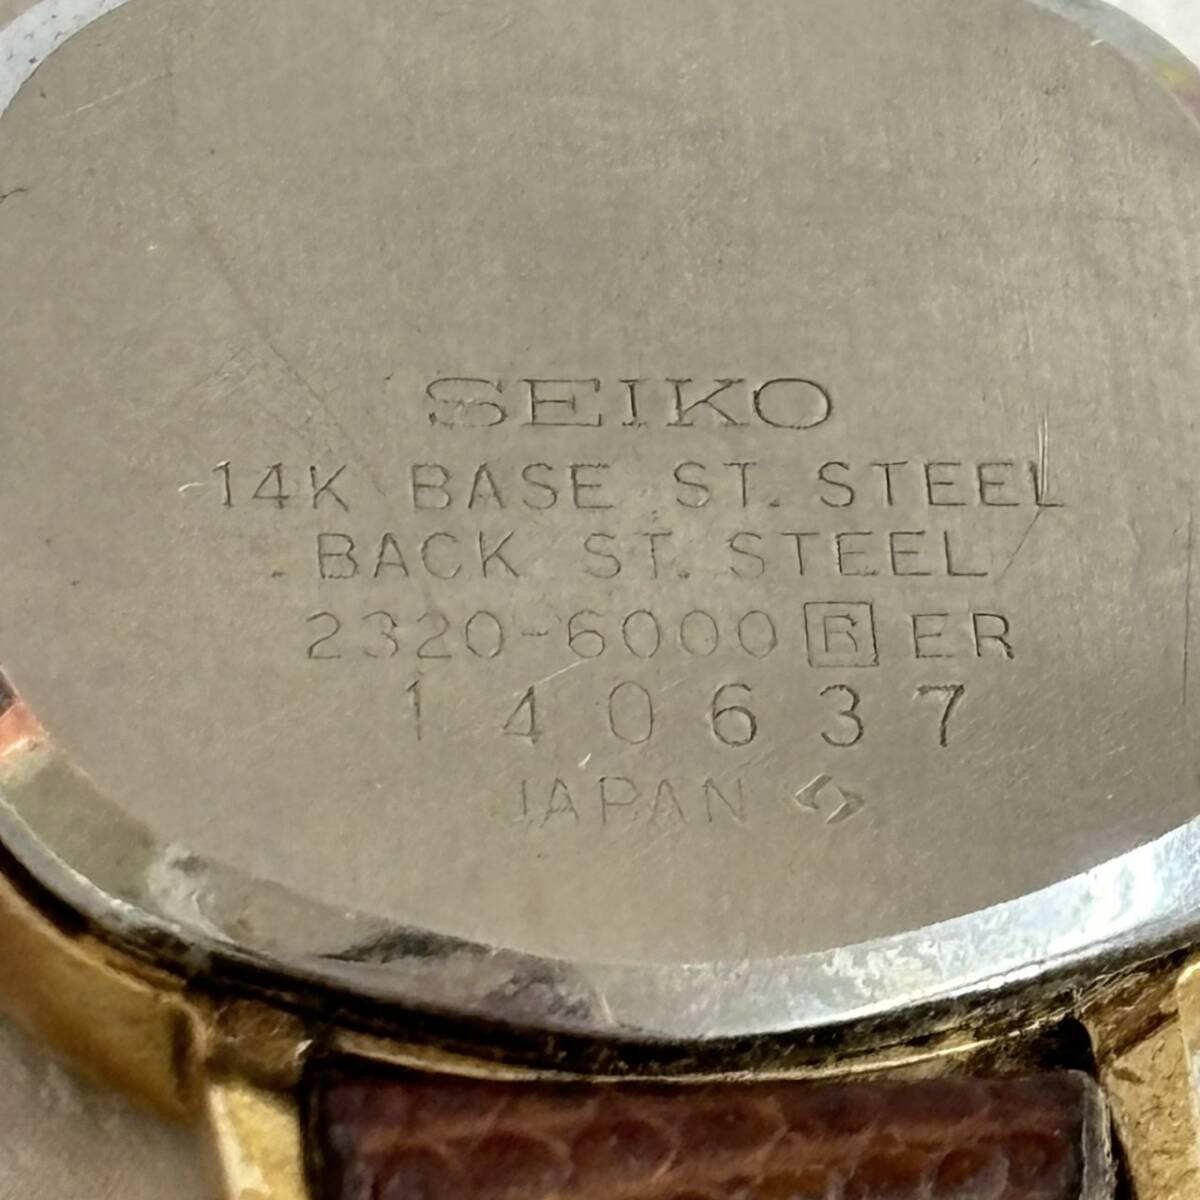 SEIKO
14K BASE ST. STEEL
BACK ST. STEEL
2320-6000 R ER
140637
JAPAN